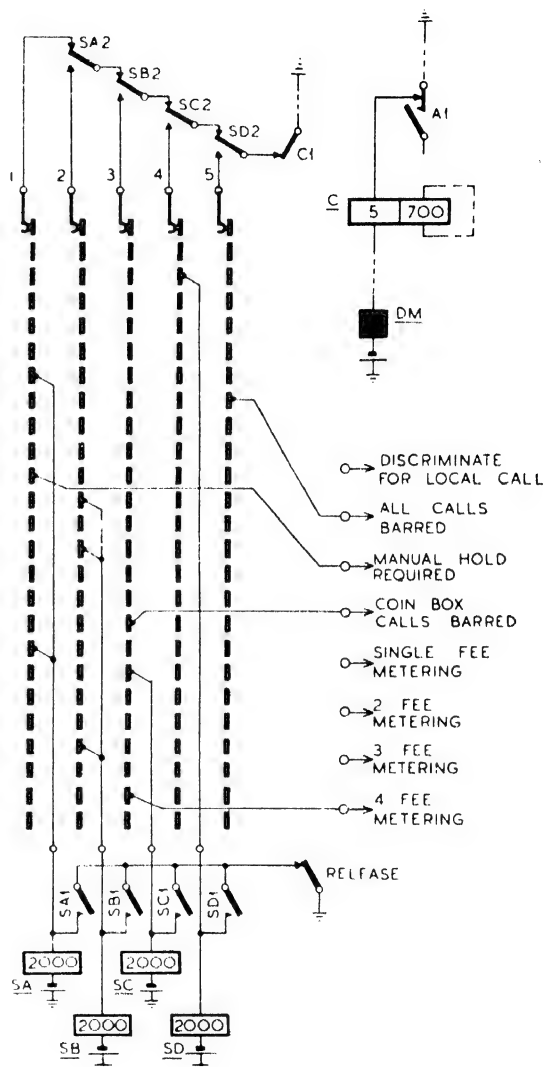 SA2
SB2
SC2
SD2
C1
A1
1
2
3
4
5
C
5
700
DM
DISCRIMINATE
FOR LOCAL CALL
ALL CALLS
BARRED
MANUAL HOLD
REQUIRED
COIN BOX
CALLS BARRED
SINGLE FEE
METERING
2 FEE
METERING
3 FEE
METERING
4 FEE
METERING
SA1
SB1
SC1
SD1
RELEASE
2000
SA
2000
SC
2000
SB
2000
SD